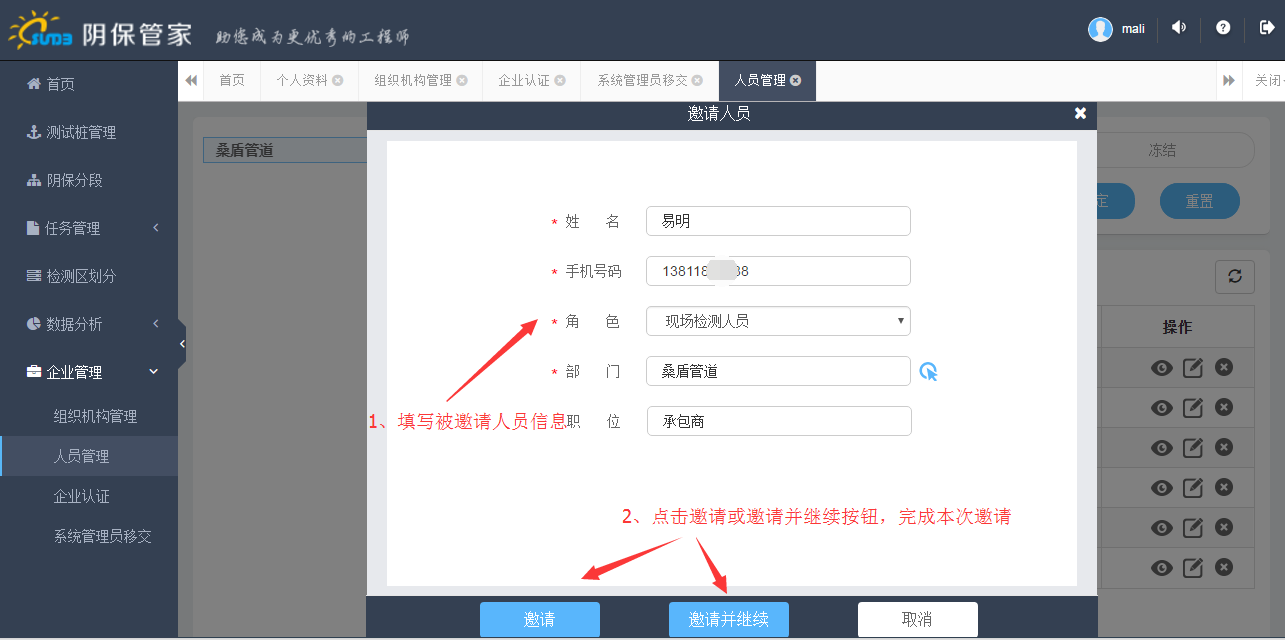 SUNDB 阴保管家 助您成为更优秀的工程师 mali
首页 个人资料 组织机构管理 企业认证 系统管理员移交 人员管理 关闭
首页
测试桩管理
阴保分段
任务管理
检测区划分
数据分析
企业管理
组织机构管理
人员管理
企业认证
系统管理员移交
桑盾管道
邀请人员
* 姓 名 易明
* 手机号码 138118 38
* 角 色 现场检测人员
* 部 门 桑盾管道
职 位 承包商
1、填写被邀请人员信息
2、点击邀请或邀请并继续按钮，完成本次邀请
邀请 邀请并继续 取消
冻结
定 重置
操作